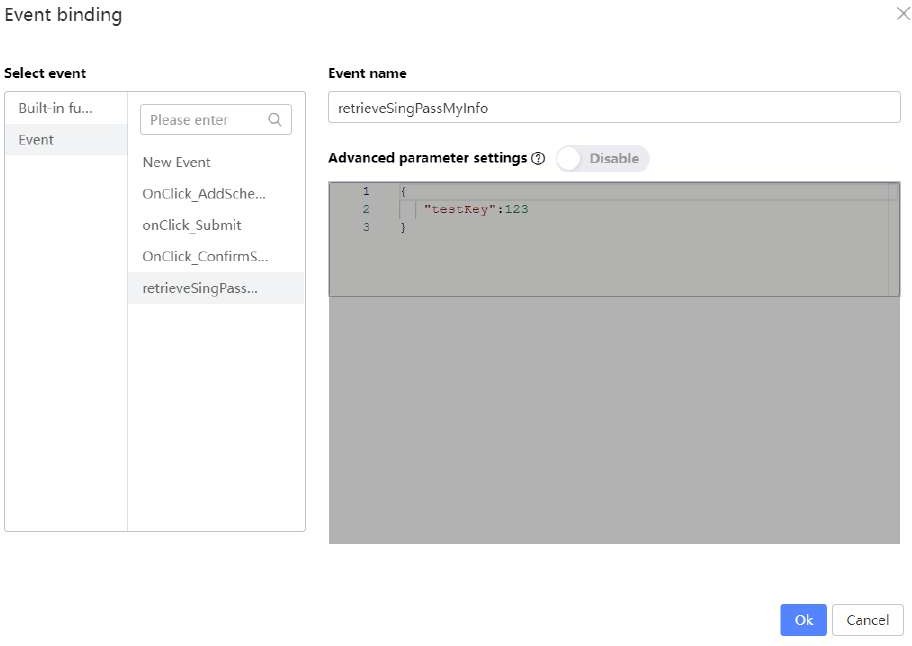 Event binding
Select event
Built-in fu...
Event
Please enter
New Event
OnClick_AddSche...
onClick_Submit
OnClick_ConfirmS...
retrieveSingPass...
Event name
retrieveSingPassMyInfo
Advanced parameter settings ? Disable
1 {
2 "testKey":123
3 }
Ok Cancel